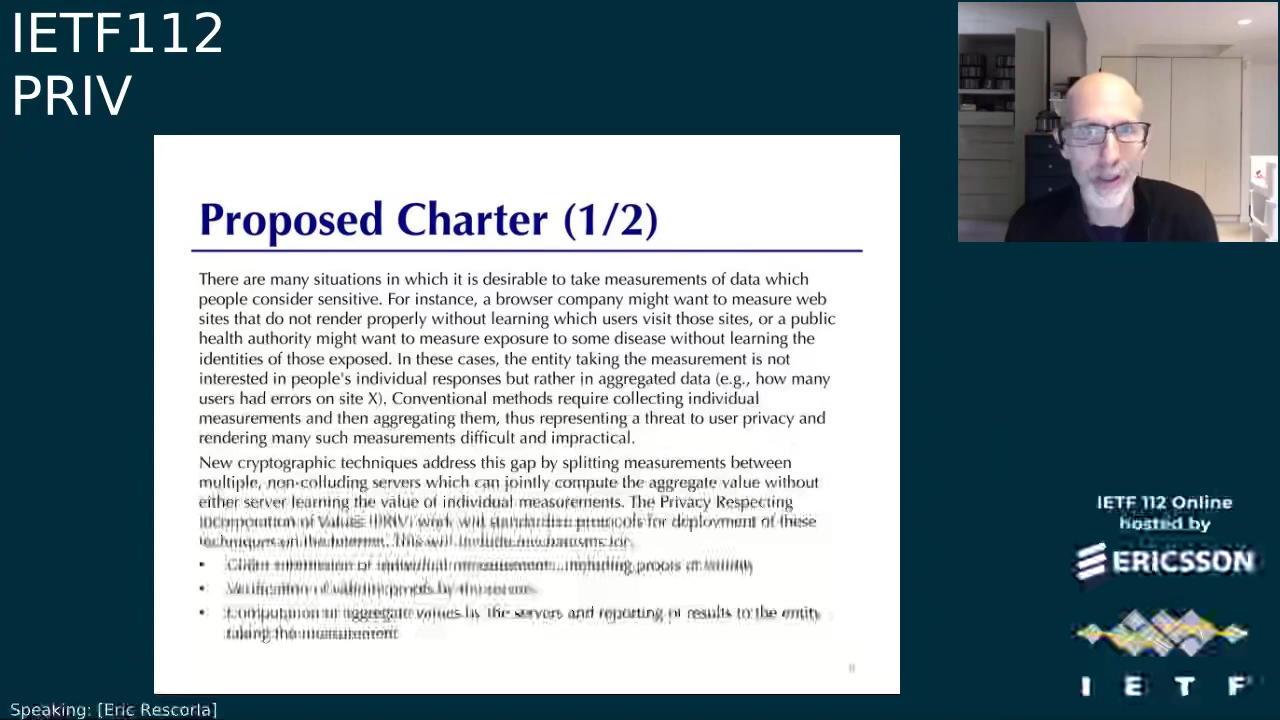 IETF112
PRIV
Proposed Charter (1/2)
There are many situations in which it is desirable to take measurements of data which
people consider sensitive. For instance, a browser company might want to measure web
sites that do not render properly without learning which users visit those sites, or a public
health authority might want to measure exposure to some disease without learning the
identities of those exposed. In these cases, the entity taking the measurement is not
interested in people's individual responses but rather in aggregated data (e.g., how many
users had errors on site X). Conventional methods require collecting individual
measurements and then aggregating them, thus representing a threat to user privacy and
rendering many such measurements difficult and impractical.
New cryptographic techniques address this gap by splitting measurements between
multiple, non-colluding servers which can jointly compute the aggregate value without
either server learning the value of individual measurements. The Privacy Respecting
Incorporation of Values (PRIV) work will standardize protocols for deployment of these
techniques on the Internet. This will include mechanisms for:
• Client submission of individual measurements, including proofs of validity
• Verification of validity proofs by the servers
• Computation of aggregate values by the servers and reporting of results to the entity
taking the measurement
IETF 112 Online
hosted by
ERICSSON
I E T F
Speaking: [Eric Rescorla]